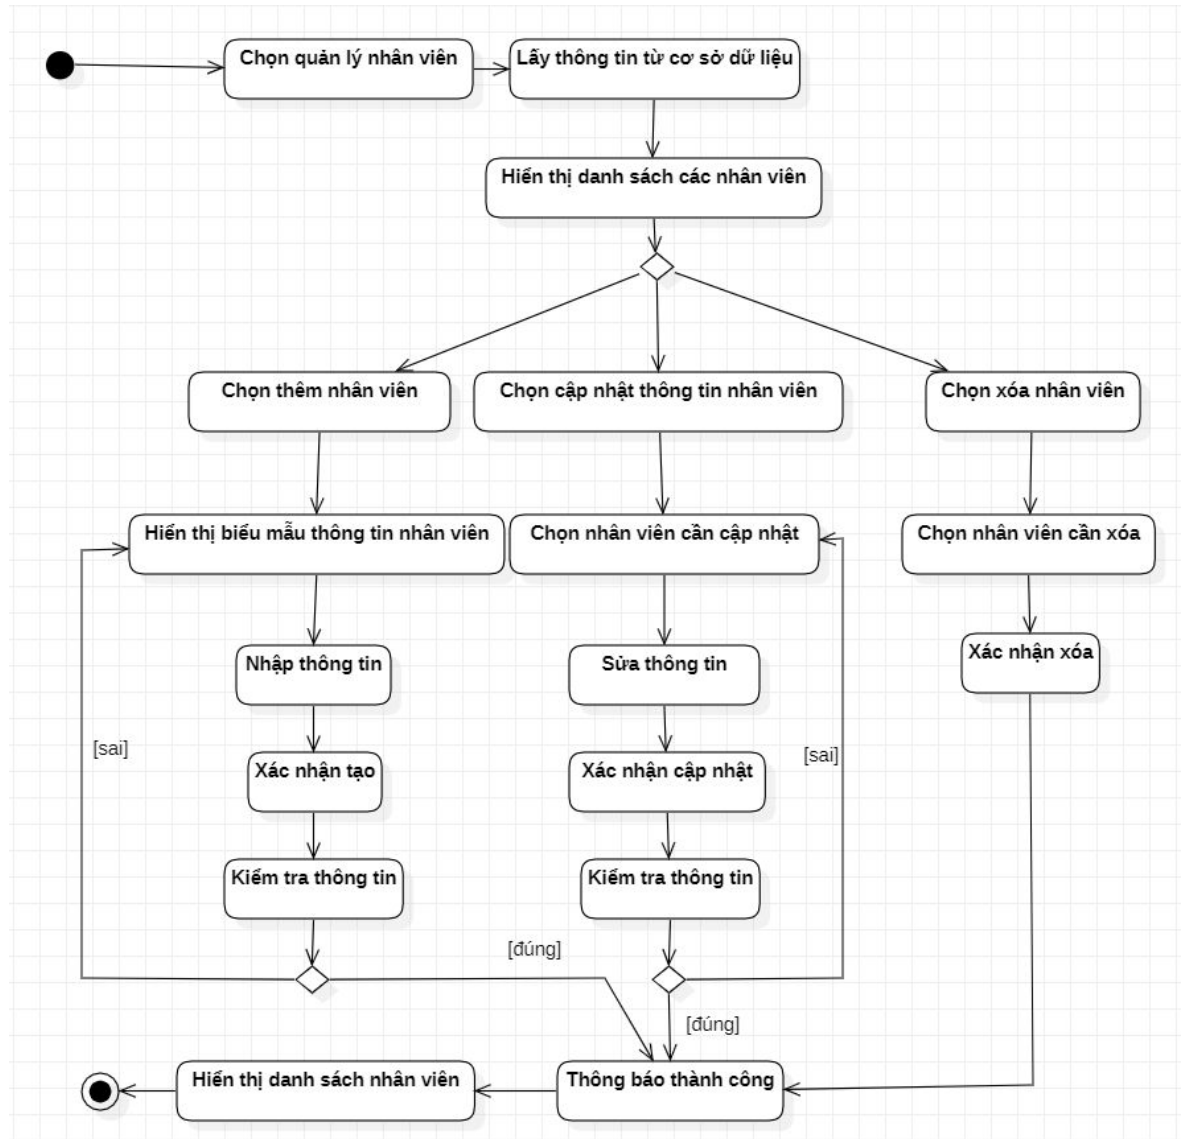 Chọn quản lý nhân viên
Lấy thông tin từ cơ sở dữ liệu
Hiển thị danh sách các nhân viên
Chọn thêm nhân viên
Chọn cập nhật thông tin nhân viên
Chọn xóa nhân viên
Hiển thị biểu mẫu thông tin nhân viên
Chọn nhân viên cần cập nhật
Chọn nhân viên cần xóa
Nhập thông tin
Sửa thông tin
Xác nhận xóa
[sai]
Xác nhận tạo
Xác nhận cập nhật
[sai]
Kiểm tra thông tin
Kiểm tra thông tin
[đúng]
[đúng]
Hiển thị danh sách nhân viên
Thông báo thành công